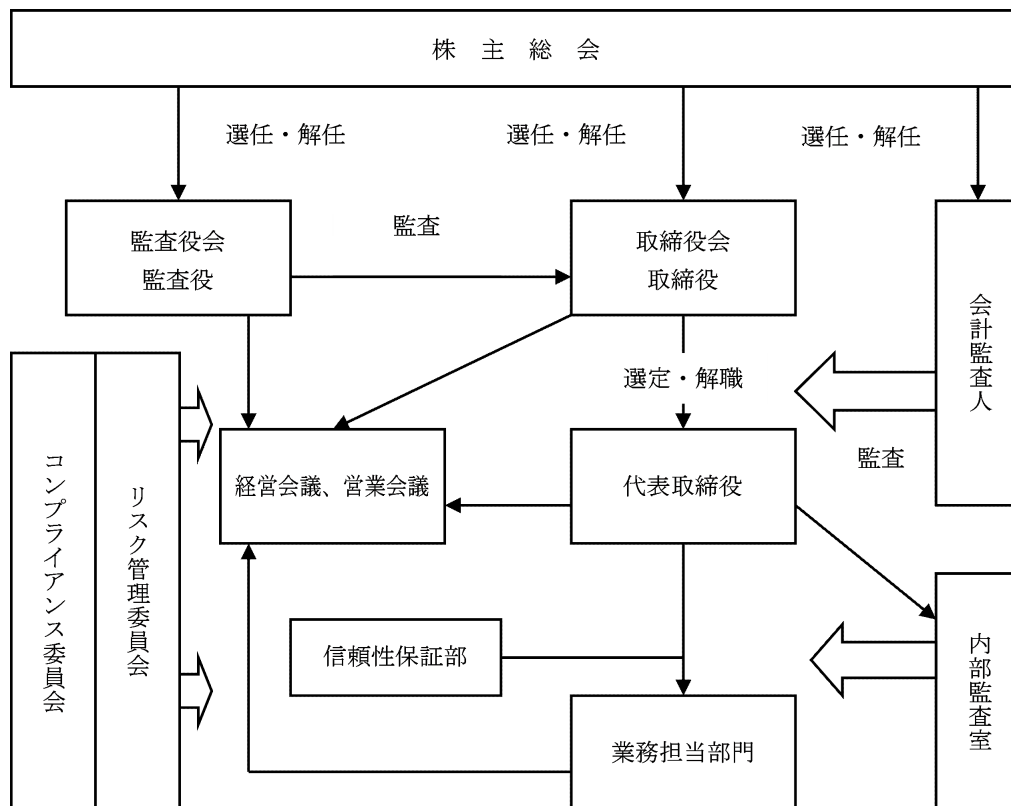 株主総会
選任・解任
選任・解任
選任・解任
監査役会
監査役
監査
取締役会
取締役
会計監査人
選定・解職
監査
コンプライアンス委員会
リスク管理委員会
経営会議、営業会議
代表取締役
信頼性保証部
内部監査室
業務担当部門